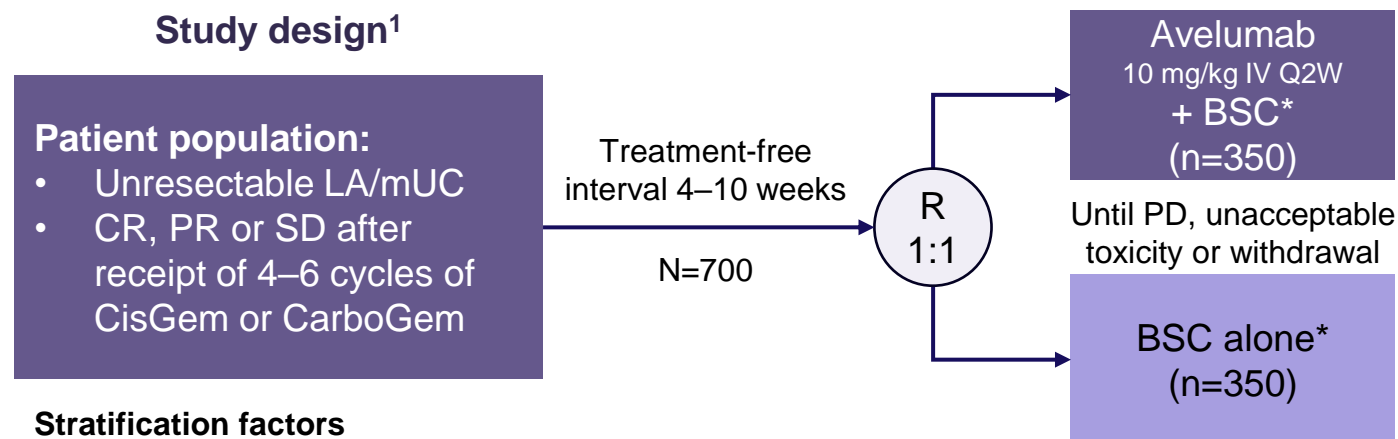 Study design¹
Patient population:
• Unresectable LA/mUC
• CR, PR or SD after
receipt of 4–6 cycles of
CisGem or CarboGem
Treatment-free
interval 4–10 weeks
N=700
R
1:1
Avelumab
10 mg/kg IV Q2W
+ BSC*
(n=350)
Until PD, unacceptable
toxicity or withdrawal
BSC alone*
(n=350)
Stratification factors